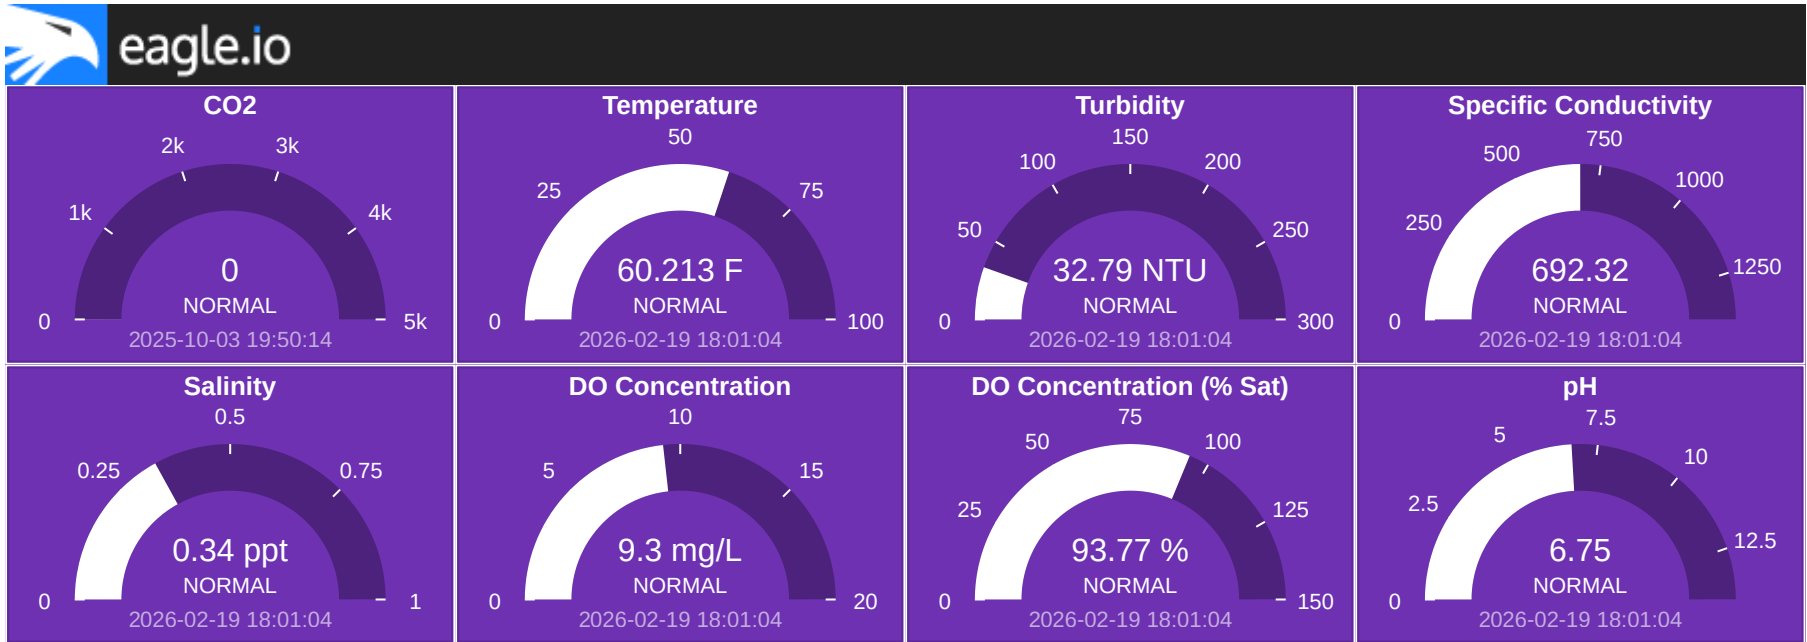 eagle.io
CO2
0
1k
2k
3k
4k
5k
0
NORMAL
2025-10-03 19:50:14
Temperature
0
25
50
75
100
60.213 F
NORMAL
2026-02-19 18:01:04
Turbidity
0
50
100
150
200
250
300
32.79 NTU
NORMAL
2026-02-19 18:01:04
Specific Conductivity
0
250
500
750
1000
1250
692.32
NORMAL
2026-02-19 18:01:04
Salinity
0
0.25
0.5
0.75
1
0.34 ppt
NORMAL
2026-02-19 18:01:04
DO Concentration
0
5
10
15
20
9.3 mg/L
NORMAL
2026-02-19 18:01:04
DO Concentration (% Sat)
0
25
50
75
100
125
150
93.77 %
NORMAL
2026-02-19 18:01:04
pH
0
2.5
5
7.5
10
12.5
6.75
NORMAL
2026-02-19 18:01:04